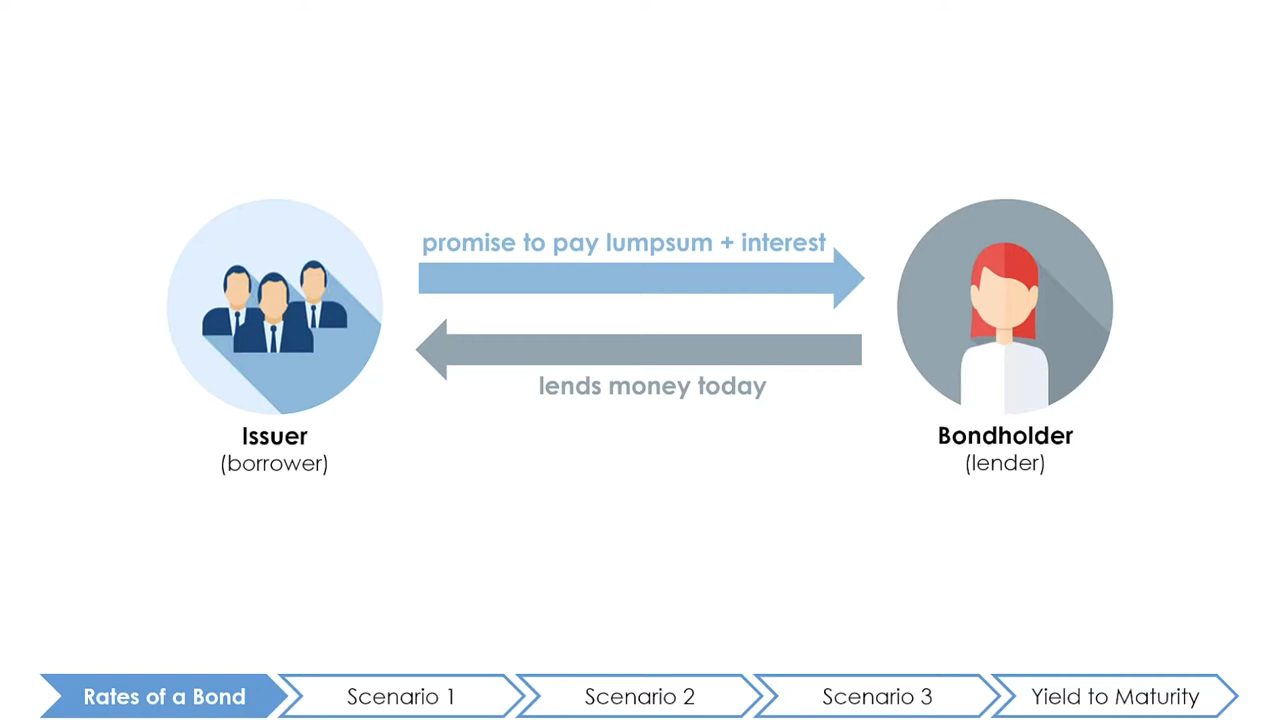 promise to pay lumpsum + interest
lends money today
Issuer
(borrower)
Bondholder
(lender)
Rates of a Bond
Scenario 1
Scenario 2
Scenario 3
Yield to Maturity